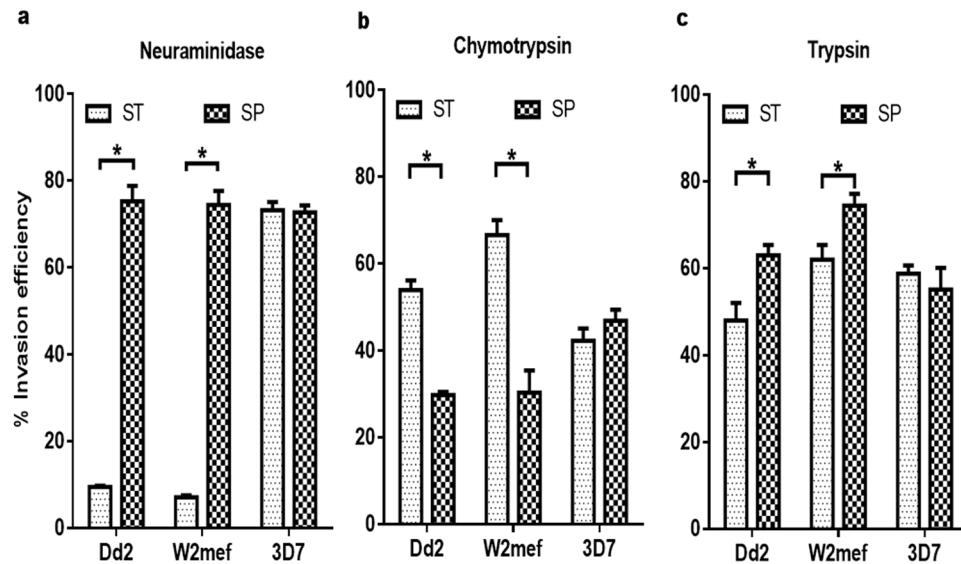 a
Neuraminidase
% Invasion efficiency
100
80
60
40
20
0
ST
SP
*
*
Dd2
W2mef
3D7
b
Chymotrypsin
100
80
60
40
20
0
ST
SP
*
*
Dd2
W2mef
3D7
c
Trypsin
100
80
60
40
20
0
ST
SP
*
*
Dd2
W2mef
3D7